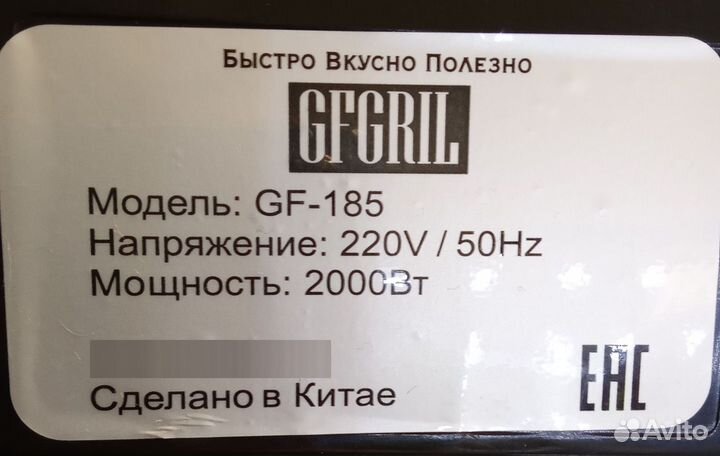 Быстро Вкусно Полезно
GFGRIL
Модель: GF-185
Напряжение: 220V / 50Hz
Мощность: 2000Вт
Сделано в Китае
EAC
Avito